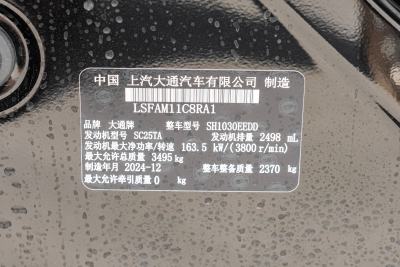 中国 上汽大通汽车有限公司 制造
LSFAM11C8RA1
品牌 大通牌 整车型号 SH1030EEDD
发动机型号 SC25TA 发动机排量 2498 mL
发动机最大净功率/转速 163.5 kW/(3800 r/min)
最大允许总质量 3495kg
制造年月 2024-12 整车整备质量 2370 kg
最大允许牵引质量 0 kg